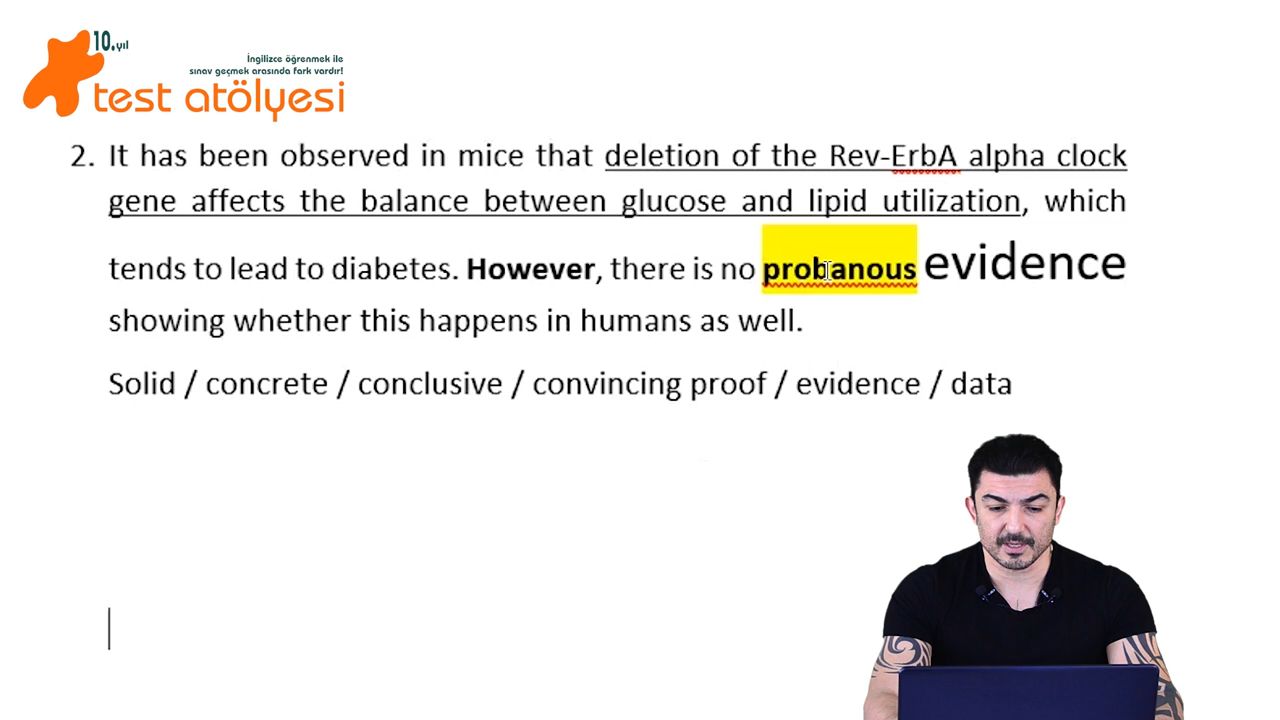 10.yıl
İngilizce öğrenmek ile
sınav geçmek arasında fark vardır!
test atölyesi
2. It has been observed in mice that deletion of the Rev-ErbA alpha clock
gene affects the balance between glucose and lipid utilization, which
tends to lead to diabetes. However, there is no probanous evidence
showing whether this happens in humans as well.
Solid / concrete / conclusive / convincing proof / evidence / data